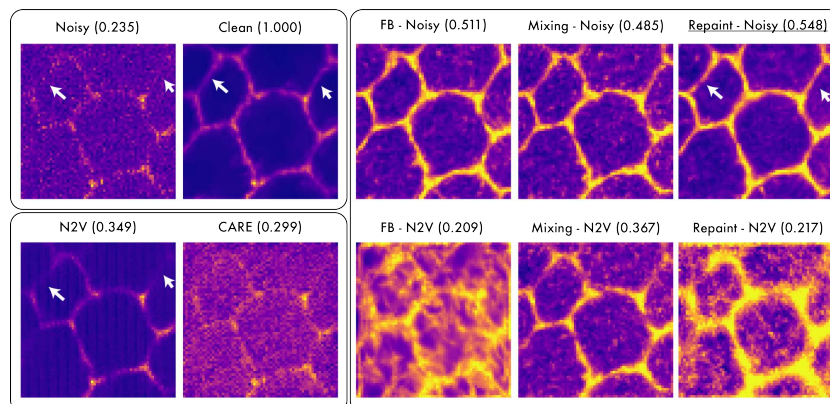 Noisy (0.235)
Clean (1.000)
FB - Noisy (0.511)
Mixing - Noisy (0.485)
Repaint - Noisy (0.548)
N2V (0.349)
CARE (0.299)
FB - N2V (0.209)
Mixing - N2V (0.367)
Repaint - N2V (0.217)